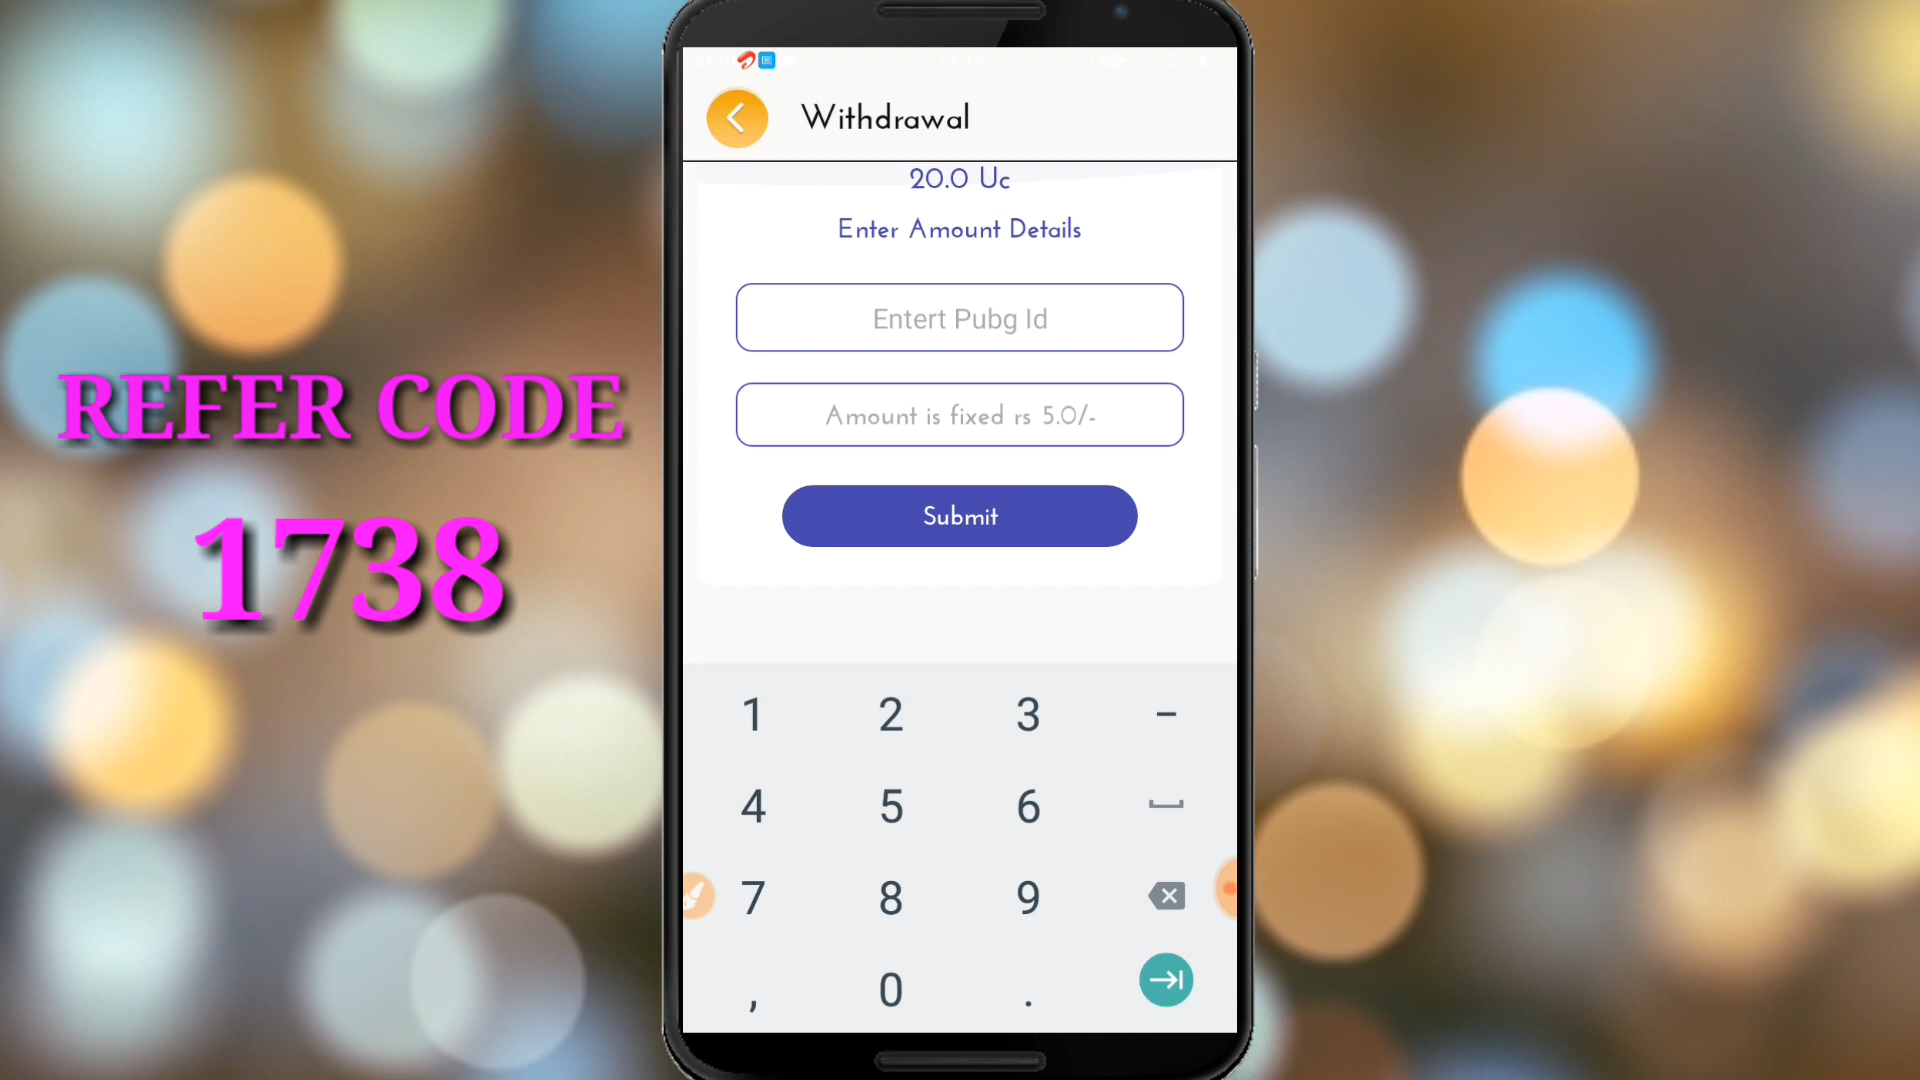 REFER CODE
1738
Withdrawal
20.0 Uc
Enter Amount Details
Entert Pubg Id
Amount is fixed rs 5.0/-
Submit
1 2 3 -
4 5 6
7 8 9
, 0 .